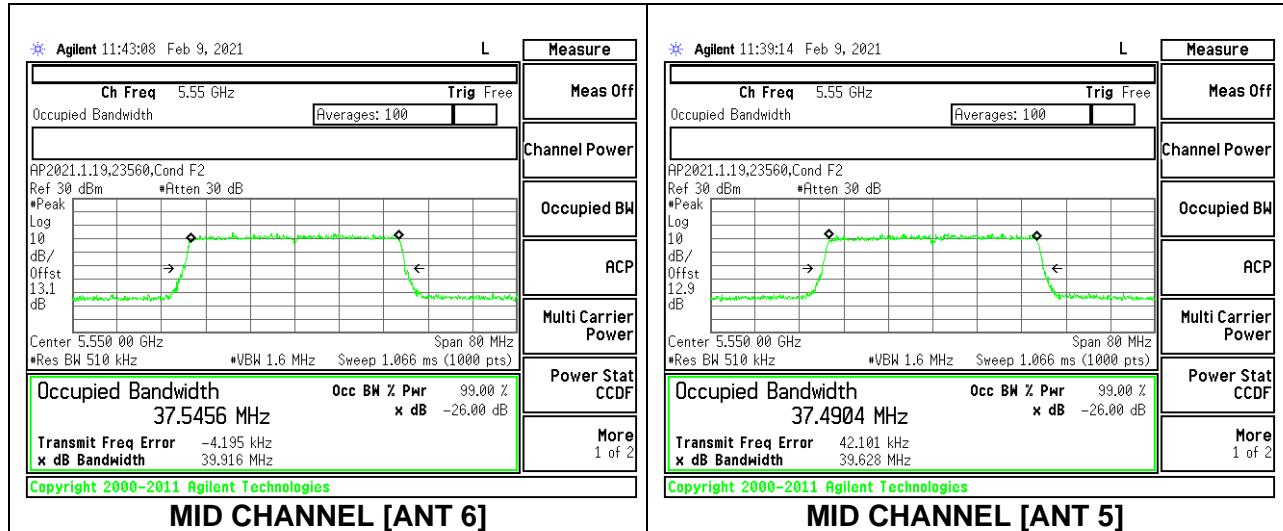 Agilent 11:43:08 Feb 9, 2021 L
Measure
Ch Freq 5.55 GHz Trig Free
Occupied Bandwidth Averages: 100
AP2021.1.19,23560,Cond F2
Ref 30 dBm #Atten 30 dB
#Peak
Log
10
dB/
Offst
13.1
dB
Center 5.550 00 GHz Span 80 MHz
#Res BW 510 kHz #VBW 1.6 MHz Sweep 1.066 ms (1000 pts)
Occupied Bandwidth Occ BW % Pwr 99.00 %
37.5456 MHz x dB -26.00 dB
Transmit Freq Error -4.195 kHz
x dB Bandwidth 39.916 MHz
Copyright 2000-2011 Agilent Technologies
Meas Off
Channel Power
Occupied BW
ACP
Multi Carrier
Power
Power Stat
CCDF
More
1 of 2
MID CHANNEL [ANT 6]
Agilent 11:39:14 Feb 9, 2021 L
Measure
Ch Freq 5.55 GHz Trig Free
Occupied Bandwidth Averages: 100
AP2021.1.19,23560,Cond F2
Ref 30 dBm #Atten 30 dB
#Peak
Log
10
dB/
Offst
12.9
dB
Center 5.550 00 GHz Span 80 MHz
#Res BW 510 kHz #VBW 1.6 MHz Sweep 1.066 ms (1000 pts)
Occupied Bandwidth Occ BW % Pwr 99.00 %
37.4904 MHz x dB -26.00 dB
Transmit Freq Error 42.101 kHz
x dB Bandwidth 39.628 MHz
Copyright 2000-2011 Agilent Technologies
Meas Off
Channel Power
Occupied BW
ACP
Multi Carrier
Power
Power Stat
CCDF
More
1 of 2
MID CHANNEL [ANT 5]